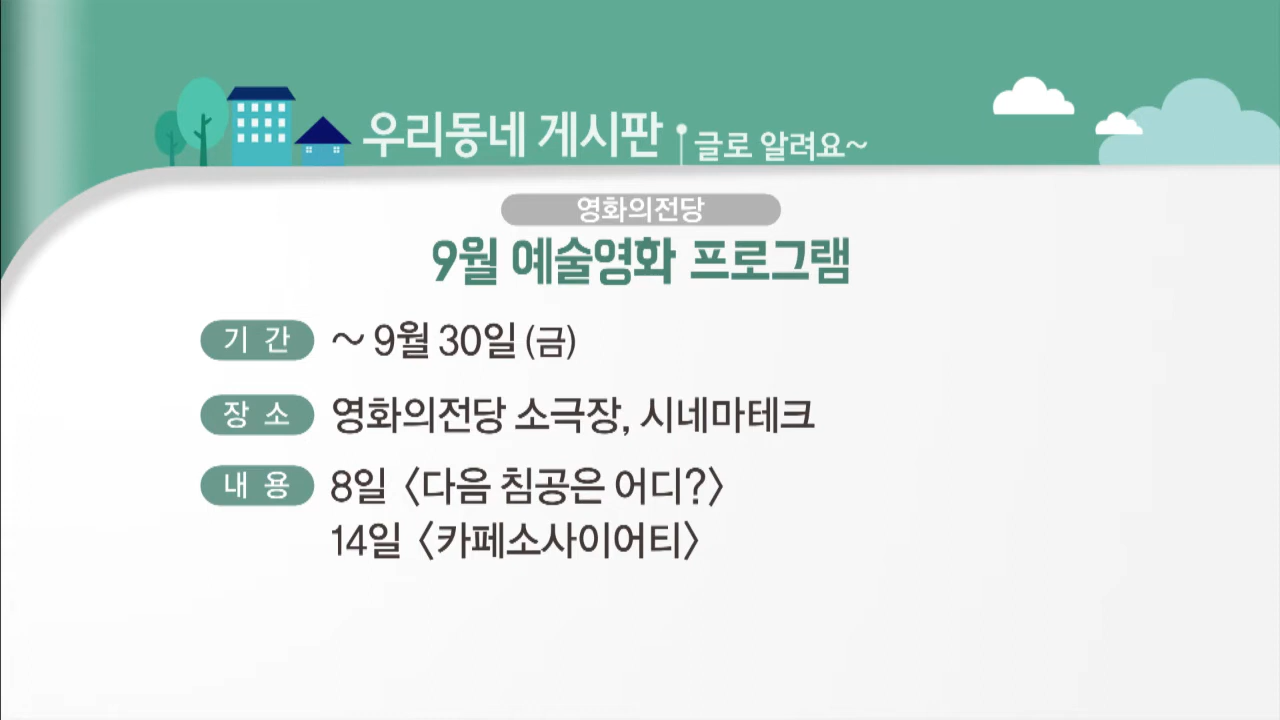 우리동네 게시판 글로 알려요~
영화의전당
9월 예술영화 프로그램
기 간 ~ 9월 30일 (금)
장 소 영화의전당 소극장, 시네마테크
내 용 8일 〈다음 침공은 어디?〉
14일 〈카페소사이어티〉